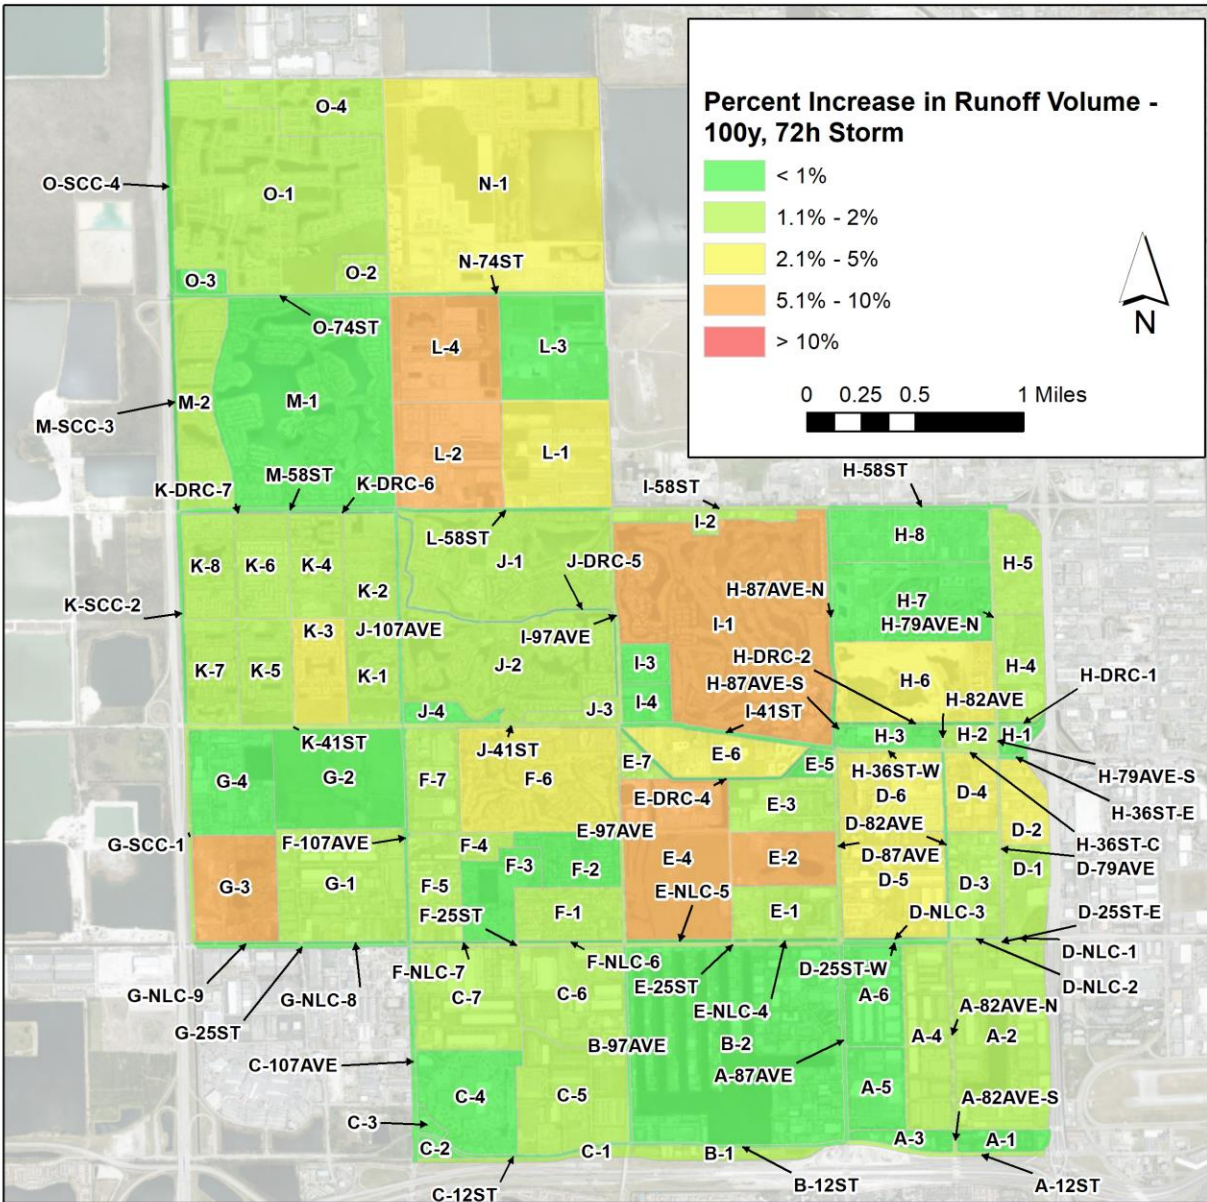 Percent Increase in Runoff Volume -
100y, 72h Storm
< 1%
1.1% - 2%
2.1% - 5%
5.1% - 10%
> 10%
N
0 0.25 0.5 1 Miles
O-4
O-SCC-4
O-1
N-1
O-3
O-2
N-74ST
O-74ST
L-4
L-3
M-2
M-1
M-SCC-3
L-2
L-1
M-58ST
K-DRC-7
K-DRC-6
I-58ST
H-58ST
I-2
L-58ST
H-8
K-8
K-6
K-4
K-2
J-1
J-DRC-5
H-5
H-87AVE-N
H-7
K-SCC-2
K-3
J-107AVE
I-97AVE
I-1
H-79AVE-N
K-7
K-5
K-1
J-2
I-3
H-DRC-2
H-4
H-DRC-1
H-87AVE-S
H-6
H-82AVE
I-4
J-4
J-3
I-41ST
K-41ST
J-41ST
H-3
H-2
H-1
E-7
E-6
E-5
G-4
G-2
F-7
F-6
H-36ST-W
H-79AVE-S
E-DRC-4
D-6
D-4
H-36ST-E
E-3
G-SCC-1
F-107AVE
E-97AVE
D-82AVE
D-2
H-36ST-C
F-4
F-3
F-2
E-4
E-2
D-87AVE
D-79AVE
G-3
G-1
F-5
D-5
D-3
D-1
F-25ST
F-1
E-NLC-5
E-1
D-NLC-3
D-25ST-E
F-NLC-7
F-NLC-6
E-25ST
D-25ST-W
D-NLC-1
G-NLC-9
G-NLC-8
C-7
C-6
E-NLC-4
A-6
D-NLC-2
G-25ST
A-82AVE-N
A-4
A-2
B-97AVE
B-2
C-107AVE
A-87AVE
C-4
C-5
A-5
A-82AVE-S
C-3
C-2
A-3
A-1
C-1
B-1
C-12ST
B-12ST
A-12ST